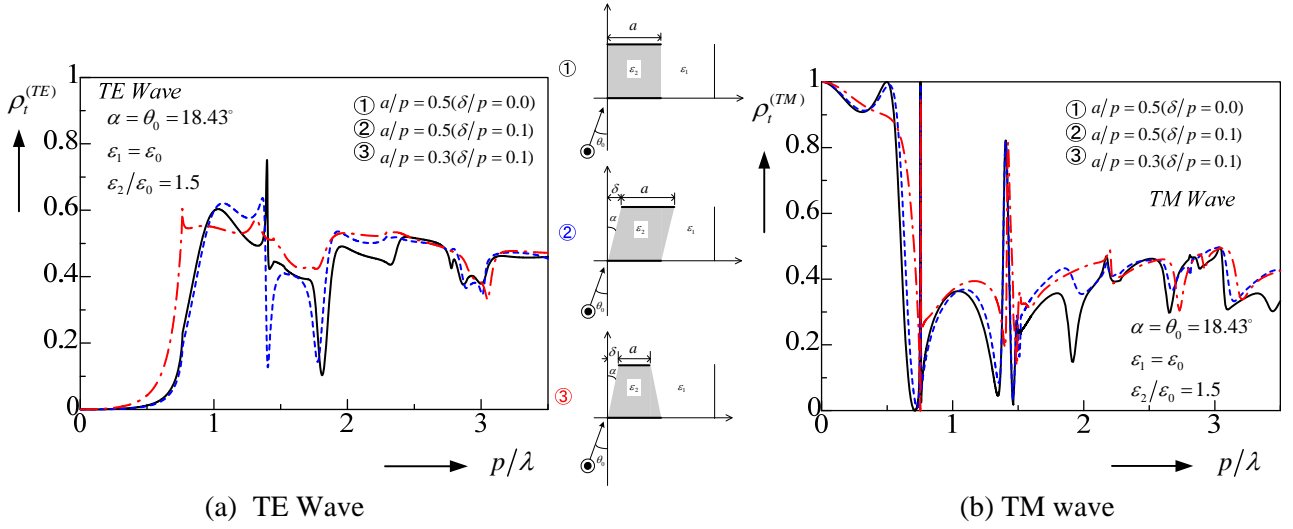 1
0.8
0.6
0.4
0.2
0
0 1 2 3
ρt(TE)
TE Wave
α = θ0 = 18.43°
ε1 = ε0
ε2/ε0 = 1.5
① a/p = 0.5(δ/p = 0.0)
② a/p = 0.5(δ/p = 0.1)
③ a/p = 0.3(δ/p = 0.1)
p/λ
(a) TE Wave
①
a
ε2 ε1
θ0
②
δ a
α
ε2 ε1
θ0
③
δ a
α
ε2 ε1
θ0
1
0.8
0.6
0.4
0.2
0
0 1 2 3
ρt(TM)
① a/p = 0.5(δ/p = 0.0)
② a/p = 0.5(δ/p = 0.1)
③ a/p = 0.3(δ/p = 0.1)
TM Wave
α = θ0 = 18.43°
ε1 = ε0
ε2/ε0 = 1.5
p/λ
(b) TM wave